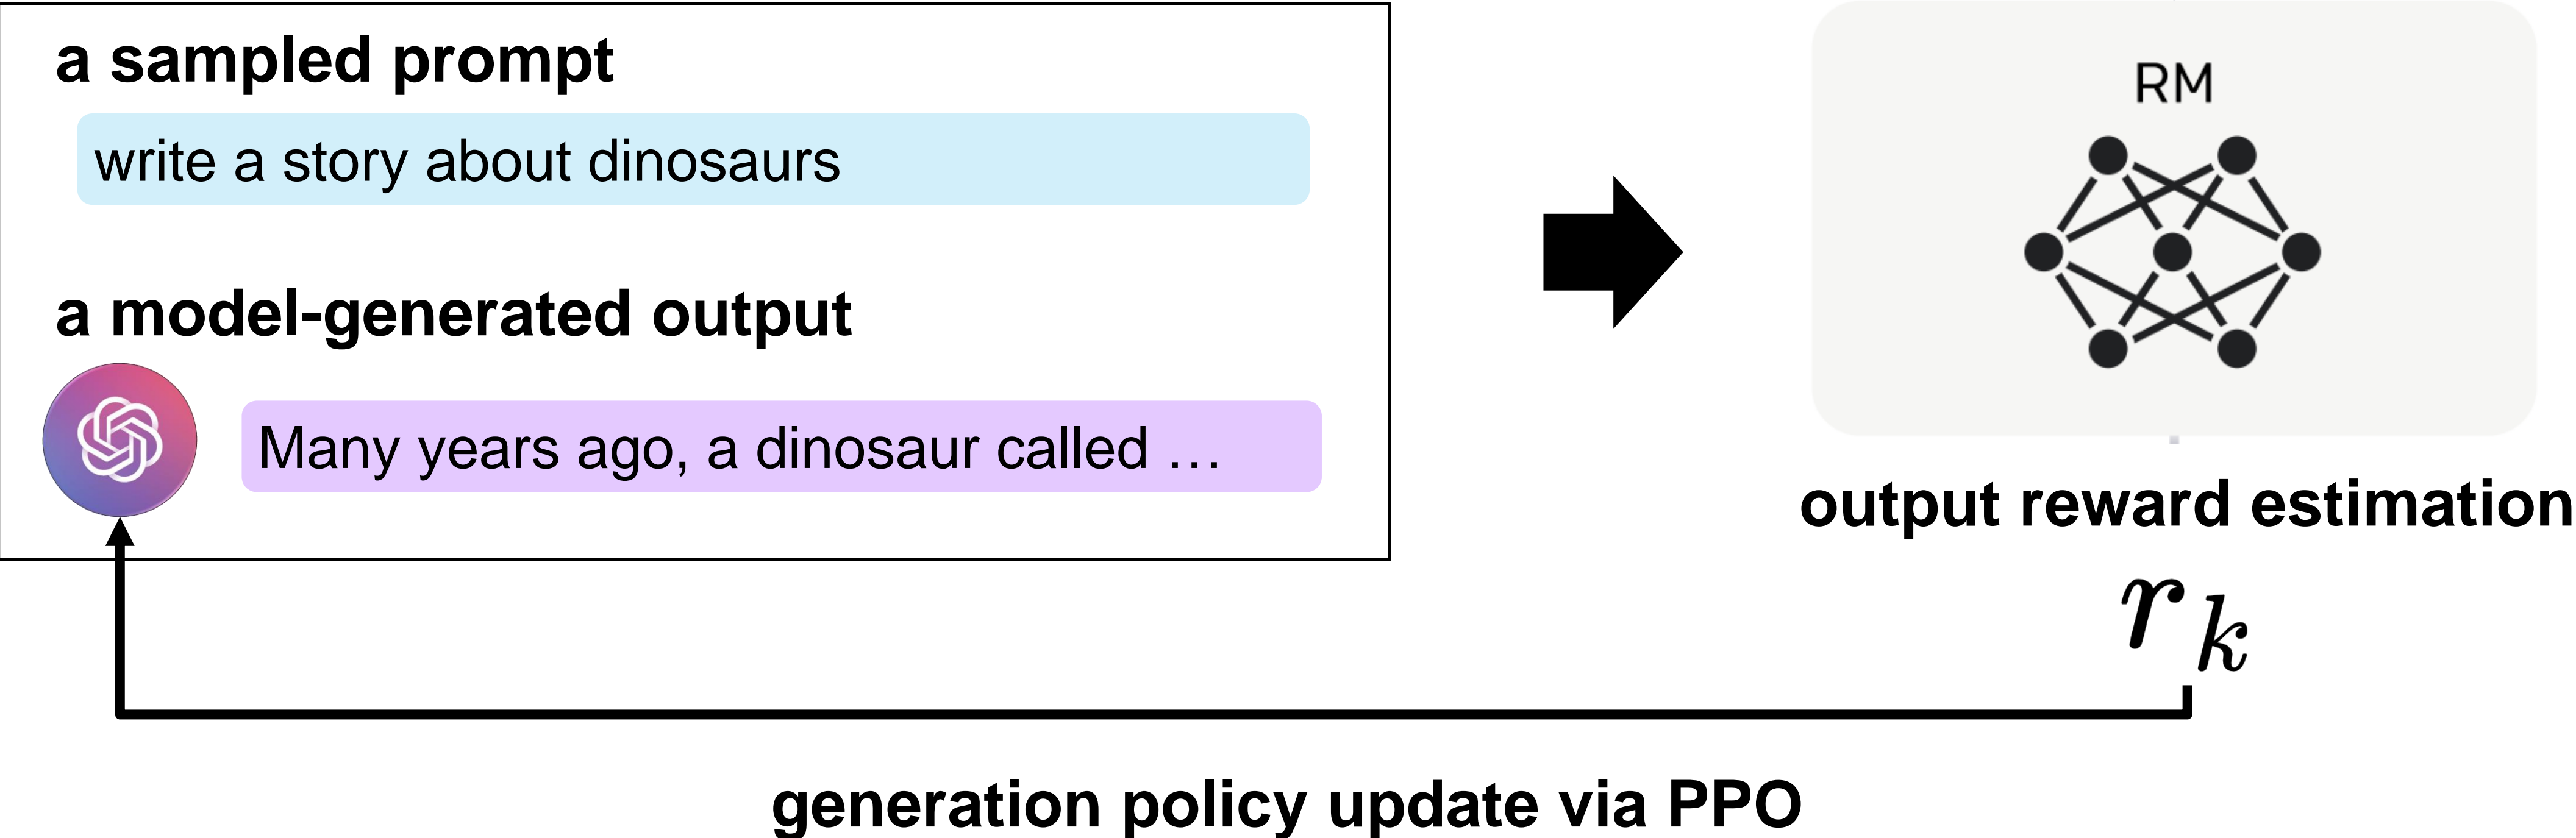 a sampled prompt
write a story about dinosaurs
a model-generated output
Many years ago, a dinosaur called …
RM
output reward estimation
r_k
generation policy update via PPO